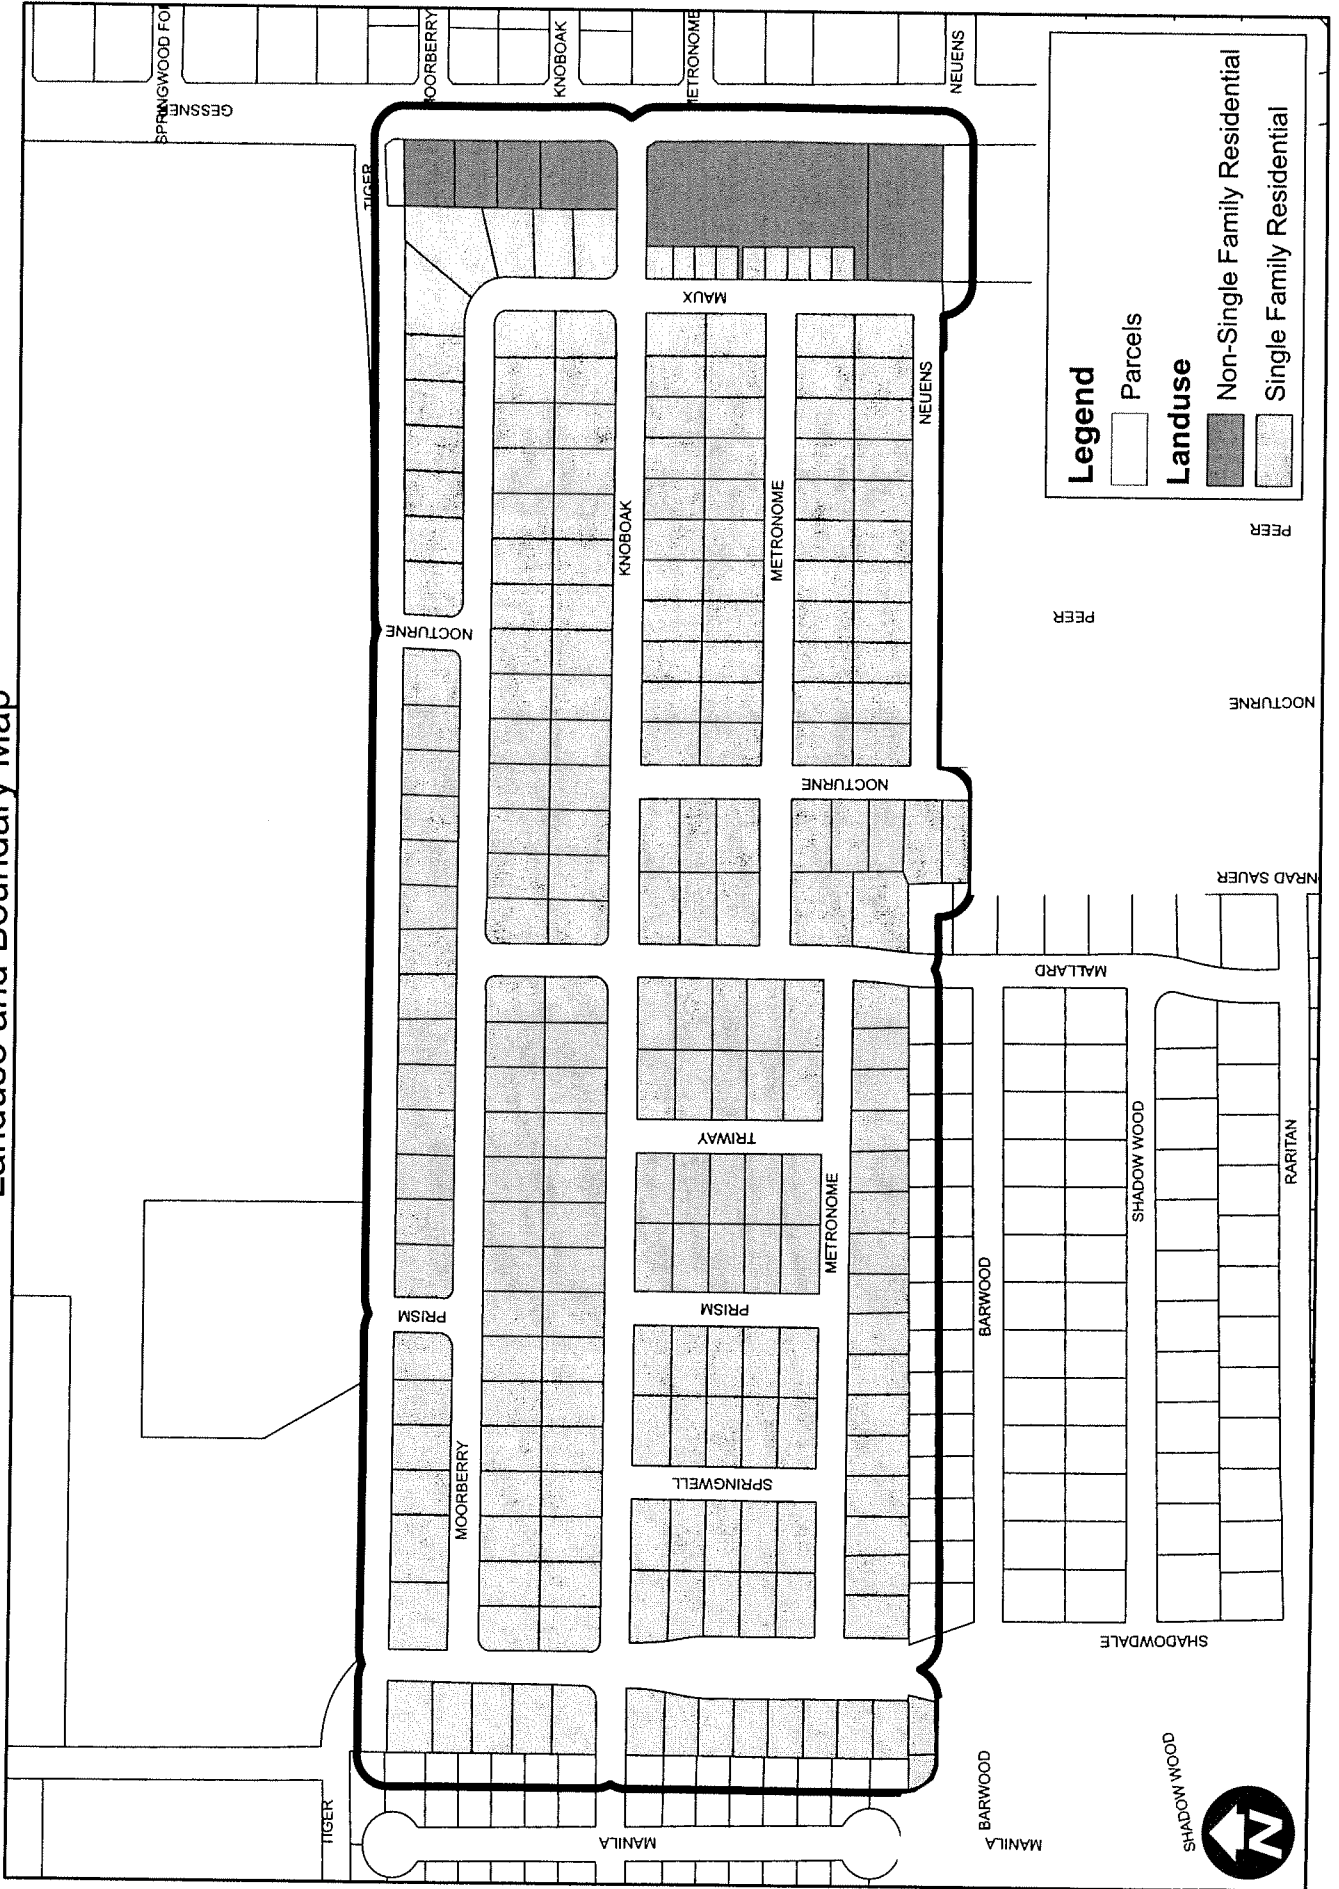 Landuse and Boundary Map
SPRINGWOOD FOR
GESSNE
MOORBERRY
KNOBOAK
METRONOME
NEUENS
TIGER
MAUX
NEUENS
KNOBOAK
METRONOME
NOCTURNE
NOCTURNE
PEER
PEER
NOCTURNE
NRAD SAUER
MALLARD
TRIWAY
METRONOME
SHADOW WOOD
RARITAN
BARWOOD
PRISM
PRISM
SPRINGWELL
MOORBERRY
SHADOWDALE
TIGER
MANILA
BARWOOD
MANILA
SHADOW WOOD
N
Legend
Parcels
Landuse
Non-Single Family Residential
Single Family Residential